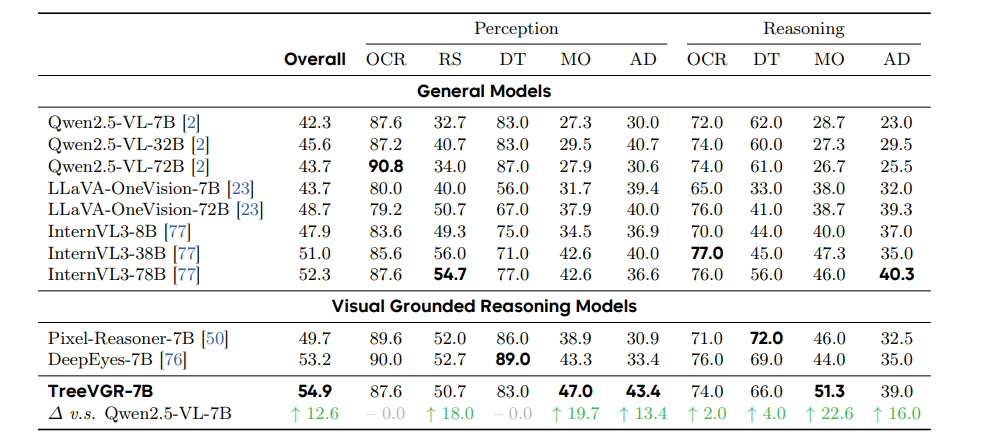 Perception Reasoning
Overall OCR RS DT MO AD OCR DT MO AD
General Models
Qwen2.5-VL-7B [2] 42.3 87.6 32.7 83.0 27.3 30.0 72.0 62.0 28.7 23.0
Qwen2.5-VL-32B [2] 45.6 87.2 40.7 83.0 29.5 40.7 74.0 60.0 27.3 29.5
Qwen2.5-VL-72B [2] 43.7 90.8 34.0 87.0 27.9 30.6 74.0 61.0 26.7 25.5
LLaVA-OneVision-7B [23] 43.7 80.0 40.0 56.0 31.7 39.4 65.0 33.0 38.0 32.0
LLaVA-OneVision-72B [23] 48.7 79.2 50.7 67.0 37.9 40.0 76.0 41.0 38.7 39.3
InternVL3-8B [77] 47.9 83.6 49.3 75.0 34.5 36.9 70.0 44.0 40.0 37.0
InternVL3-38B [77] 51.0 85.6 56.0 71.0 42.6 40.0 77.0 45.0 47.3 35.0
InternVL3-78B [77] 52.3 87.6 54.7 77.0 42.6 36.6 76.0 56.0 46.0 40.3
Visual Grounded Reasoning Models
Pixel-Reasoner-7B [50] 49.7 89.6 52.0 86.0 38.9 30.9 71.0 72.0 46.0 32.5
DeepEyes-7B [76] 53.2 90.0 52.7 89.0 43.3 33.4 76.0 69.0 44.0 35.0
TreeVGR-7B 54.9 87.6 50.7 83.0 47.0 43.4 74.0 66.0 51.3 39.0
Δ v.s. Qwen2.5-VL-7B ↑ 12.6 – 0.0 ↑ 18.0 – 0.0 ↑ 19.7 ↑ 13.4 ↑ 2.0 ↑ 4.0 ↑ 22.6 ↑ 16.0